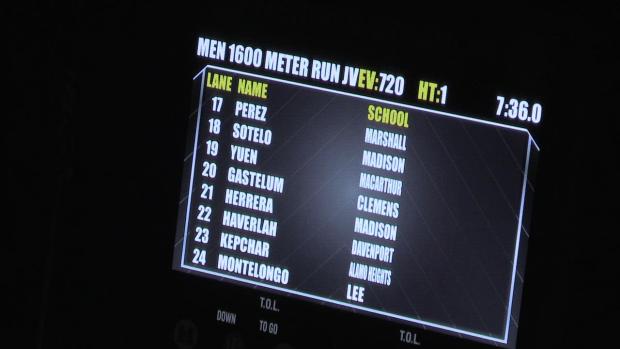 MEN 1600 METER RUN JV EV:720 HT:1 7:36.0
LANE NAME SCHOOL
17 PEREZ MARSHALL
18 SOTELO MADISON
19 YUEN MACARTHUR
20 GASTELUM CLEMENS
21 HERRERA MADISON
22 HAVERLAH DAVENPORT
23 KEPCHAR ALAMO HEIGHTS
24 MONTELONGO LEE
T.O.L. T.O.L.
DOWN TO GO